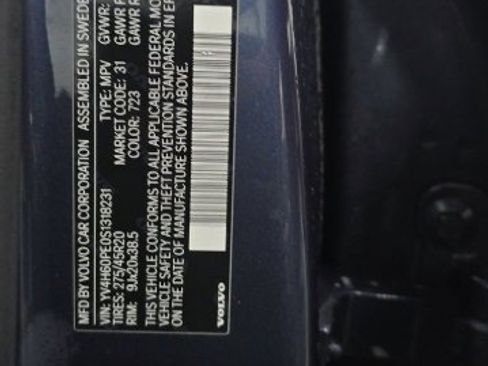 MFD BY VOLVO CAR CORPORATION ASSEMBLED IN SWEDE
GVWR:
VIN: YV4H60PE0S1318231 TYPE: MPV GAWR F
TIRES: 275/45R20 MARKET CODE: 31 GAWR R
RIM: 9Jx20x38.5 COLOR: 723
THIS VEHICLE CONFORMS TO ALL APPLICABLE FEDERAL MO
VEHICLE SAFETY AND THEFT PREVENTION STANDARDS IN EF
ON THE DATE OF MANUFACTURE SHOWN ABOVE.
VOLVO